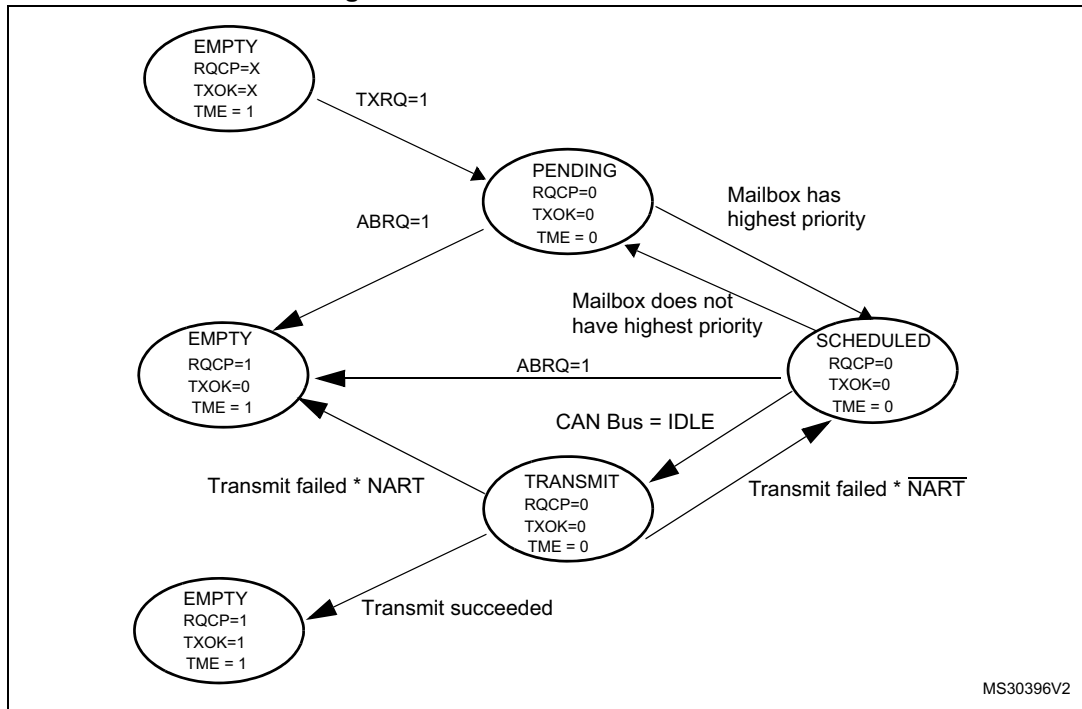 EMPTY
RQCP=X
TXOK=X
TME = 1
TXRQ=1
PENDING
RQCP=0
TXOK=0
TME = 0
Mailbox has
highest priority
ABRQ=1
Mailbox does not
have highest priority
EMPTY
RQCP=1
TXOK=0
TME = 1
ABRQ=1
SCHEDULED
RQCP=0
TXOK=0
TME = 0
CAN Bus = IDLE
Transmit failed * NART
TRANSMIT
RQCP=0
TXOK=0
TME = 0
Transmit failed * N̅A̅R̅T̅
EMPTY
RQCP=1
TXOK=1
TME = 1
Transmit succeeded
MS30396V2